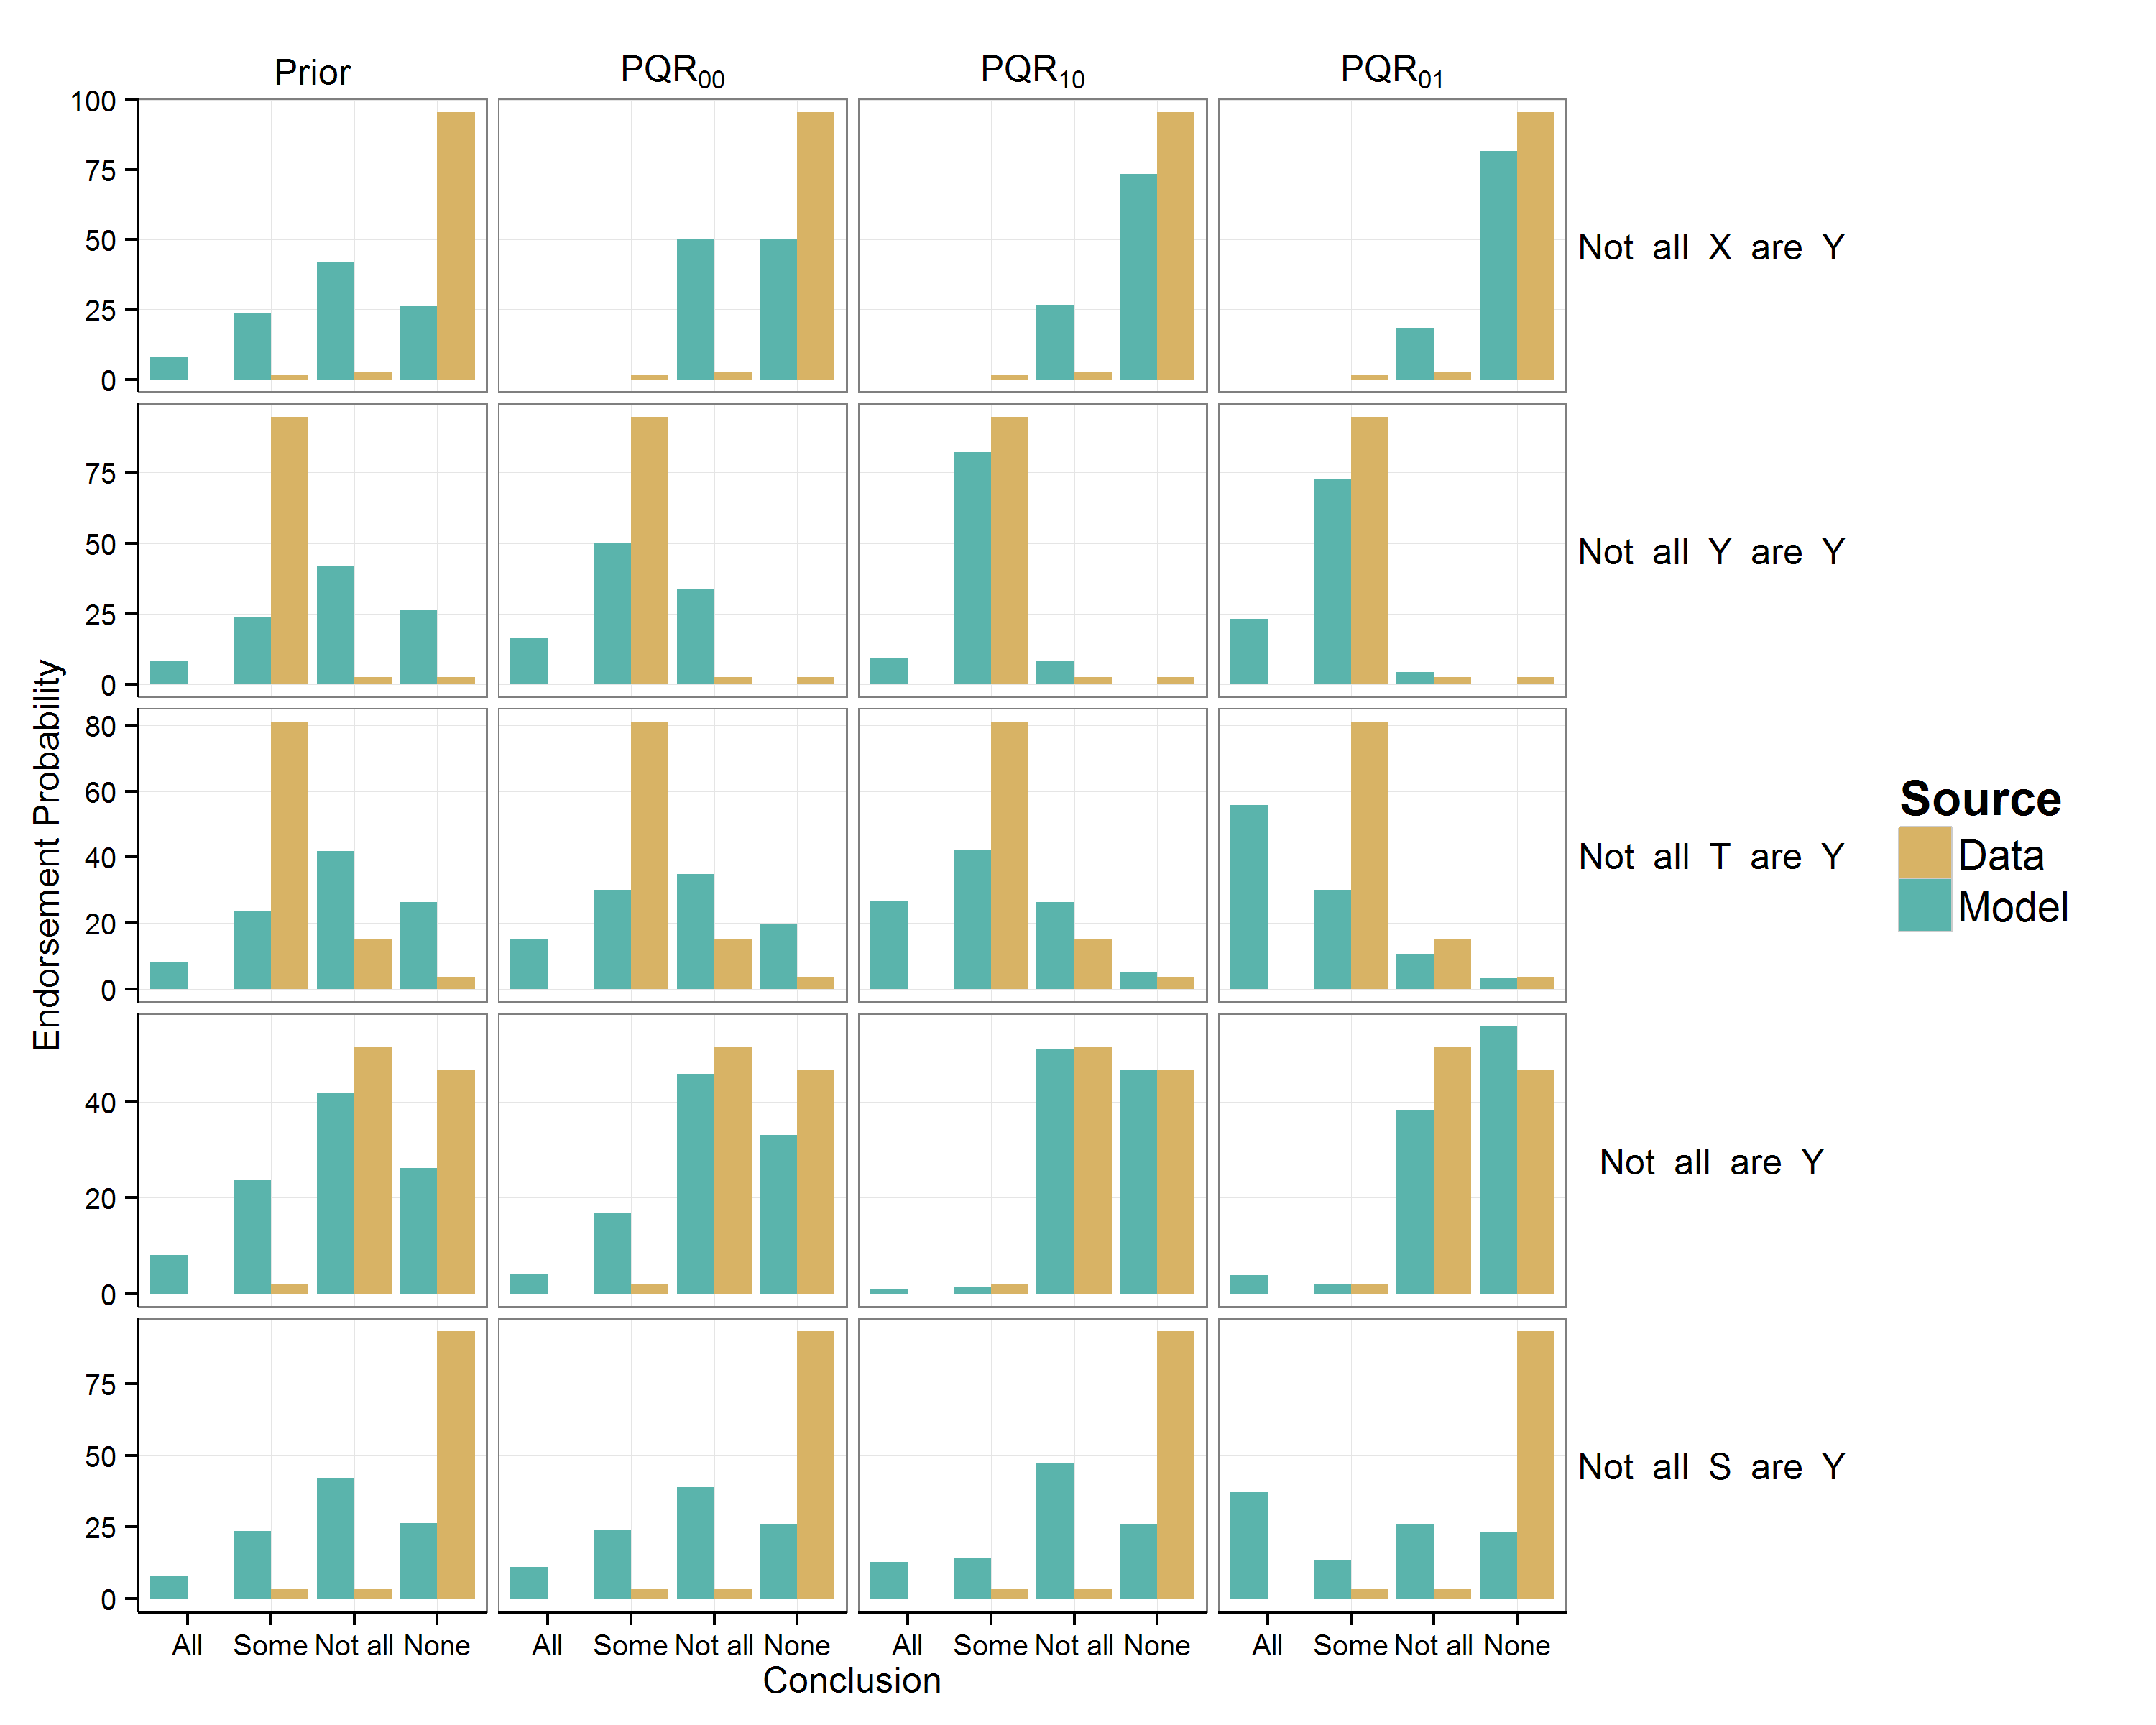 Prior PQR₀₀ PQR₁₀ PQR₀₁
100
75
50
25
0
Not all X are Y
75
50
25
0
Not all Y are Y
80
60
40
20
0
Not all T are Y
40
20
0
Not all are Y
75
50
25
0
Not all S are Y
All Some Not all None All Some Not all None All Some Not all None All Some Not all None
Conclusion
Endorsement Probability
Source
Data
Model